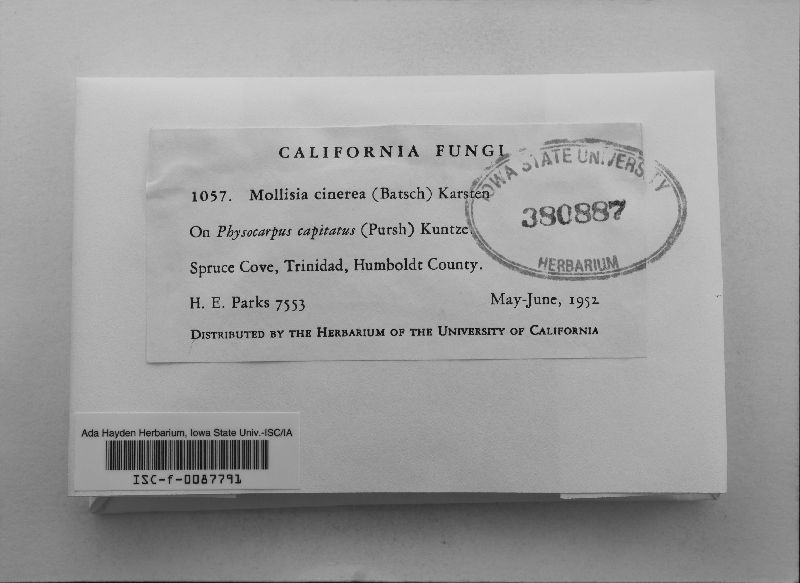 CALIFORNIA FUNGI
1057. Mollisia cinerea (Batsch) Karsten
On Physocarpus capitatus (Pursh) Kuntze.
Spruce Cove, Trinidad, Humboldt County.
H. E. Parks 7553 May-June, 1952
DISTRIBUTED BY THE HERBARIUM OF THE UNIVERSITY OF CALIFORNIA
IOWA STATE UNIVERSITY
380887
HERBARIUM
Ada Hayden Herbarium, Iowa State Univ.-ISC/IA
ISC-f-0087791